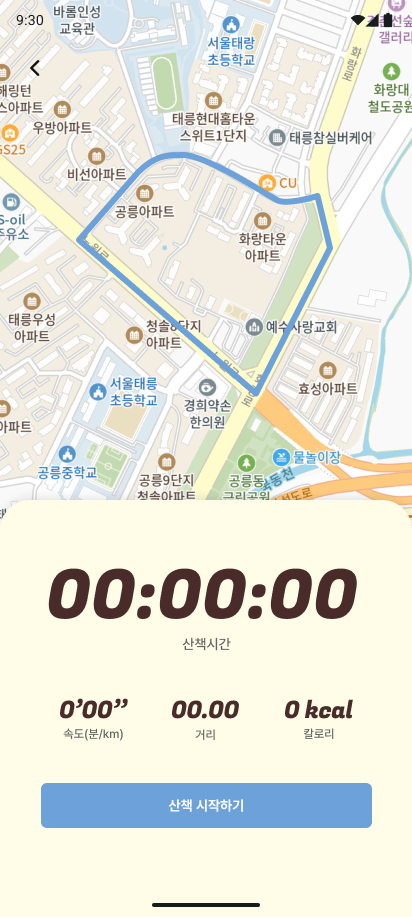 9:30
바롬인성
교육관
갤러리
서울태랑
초등학교
화랑로
해링턴
스아파트
화랑대
철도공원
우방아파트
태릉현대홈타운
스위트1단지
태릉참실버케어
GS25
비선아파트
CU
공릉아파트
S-oil
주유소
화랑타운
아파트
태릉우성
아파트
청솔8단지
아파트
예수사랑교회
서울태릉
초등학교
효성아파트
경희약손
한의원
아파트
물놀이장
공릉중학교
공릉9단지
청솔아파트
공릉동
근린공원
묵동천
00:00:00
산책시간
0’00”
00.00
0 kcal
속도(분/km)
거리
칼로리
산책 시작하기